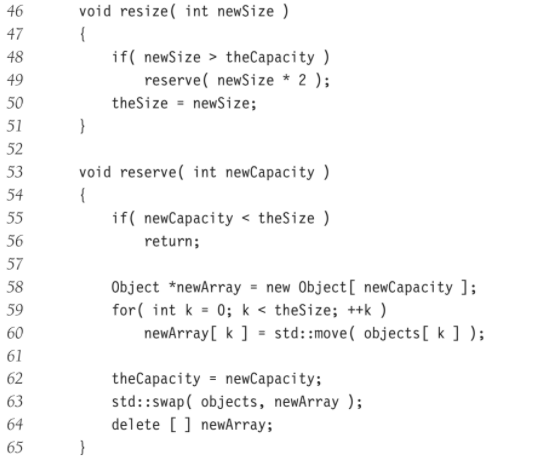 46 void resize( int newSize )
47 {
48 if( newSize > theCapacity )
49 reserve( newSize * 2 );
50 theSize = newSize;
51 }
52
53 void reserve( int newCapacity )
54 {
55 if( newCapacity < theSize )
56 return;
57
58 Object *newArray = new Object[ newCapacity ];
59 for( int k = 0; k < theSize; ++k )
60 newArray[ k ] = std::move( objects[ k ] );
61
62 theCapacity = newCapacity;
63 std::swap( objects, newArray );
64 delete [ ] newArray;
65 }